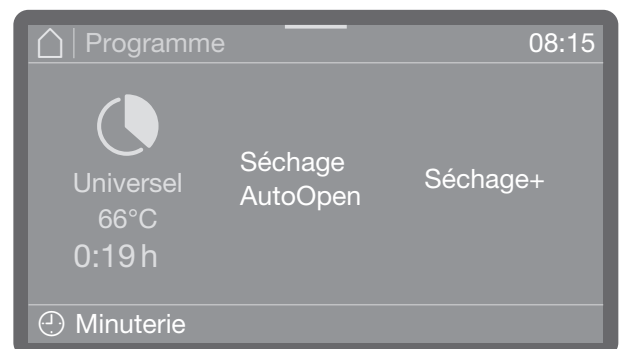 Programme
08:15
Universel
66°C
0:19 h
Séchage
AutoOpen
Séchage+
Minuterie